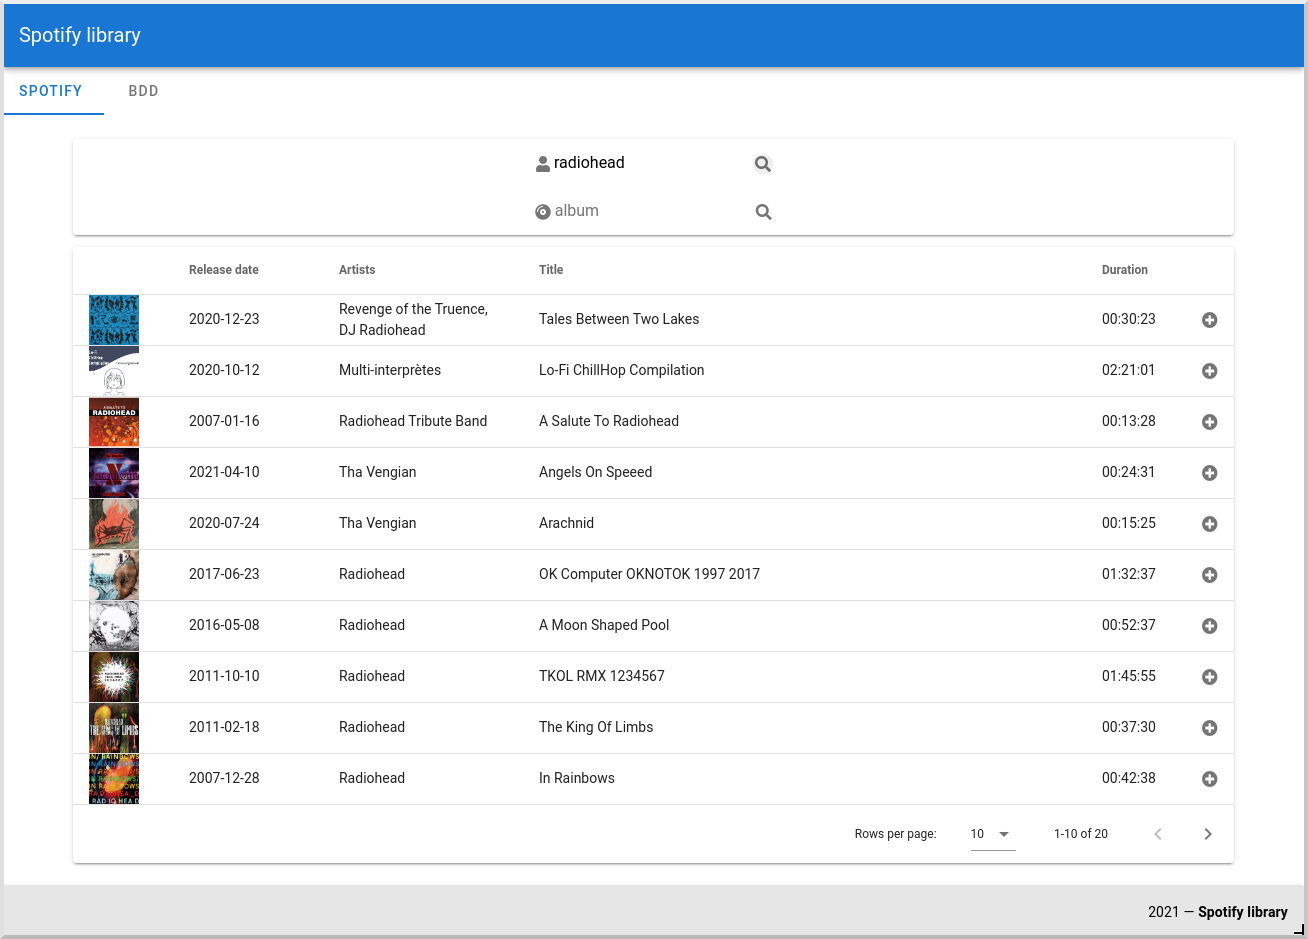 Spotify library
SPOTIFY BDD
radiohead
album
Release date Artists Title Duration
2020-12-23 Revenge of the Truence, DJ Radiohead Tales Between Two Lakes 00:30:23
2020-10-12 Multi-interprètes Lo-Fi ChillHop Compilation 02:21:01
RADIOHEAD
2007-01-16 Radiohead Tribute Band A Salute To Radiohead 00:13:28
2021-04-10 Tha Vengian Angels On Speeed 00:24:31
2020-07-24 Tha Vengian Arachnid 00:15:25
2017-06-23 Radiohead OK Computer OKNOTOK 1997 2017 01:32:37
2016-05-08 Radiohead A Moon Shaped Pool 00:52:37
2011-10-10 Radiohead TKOL RMX 1234567 01:45:55
2011-02-18 Radiohead The King Of Limbs 00:37:30
2007-12-28 Radiohead In Rainbows 00:42:38
Rows per page: 10 1-10 of 20
2021 — Spotify library